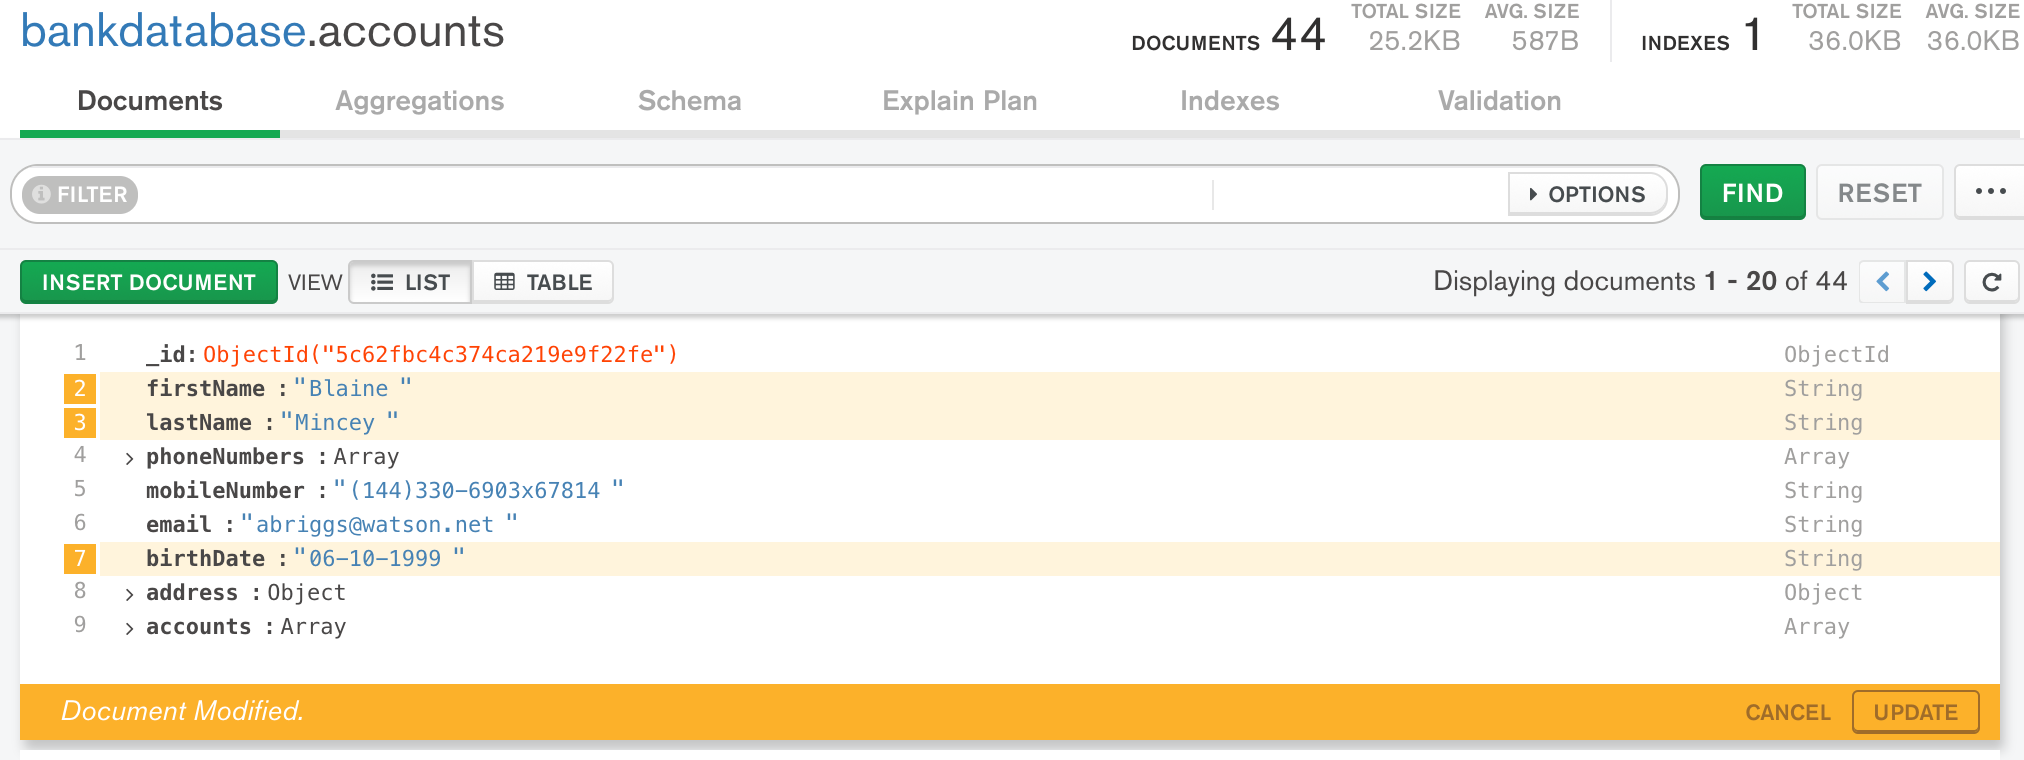 bankdatabase.accounts
DOCUMENTS 44 TOTAL SIZE 25.2KB AVG. SIZE 587B INDEXES 1 TOTAL SIZE 36.0KB AVG. SIZE 36.0KB
Documents Aggregations Schema Explain Plan Indexes Validation
FILTER OPTIONS FIND RESET ...
INSERT DOCUMENT VIEW LIST TABLE Displaying documents 1 - 20 of 44
1 _id: ObjectId("5c62fbc4c374ca219e9f22fe") ObjectId
2 firstName : "Blaine " String
3 lastName : "Mincey " String
4 > phoneNumbers : Array Array
5 mobileNumber : "(144)330-6903x67814 " String
6 email : "abriggs@watson.net " String
7 birthDate : "06-10-1999 " String
8 > address : Object Object
9 > accounts : Array Array
Document Modified. CANCEL UPDATE